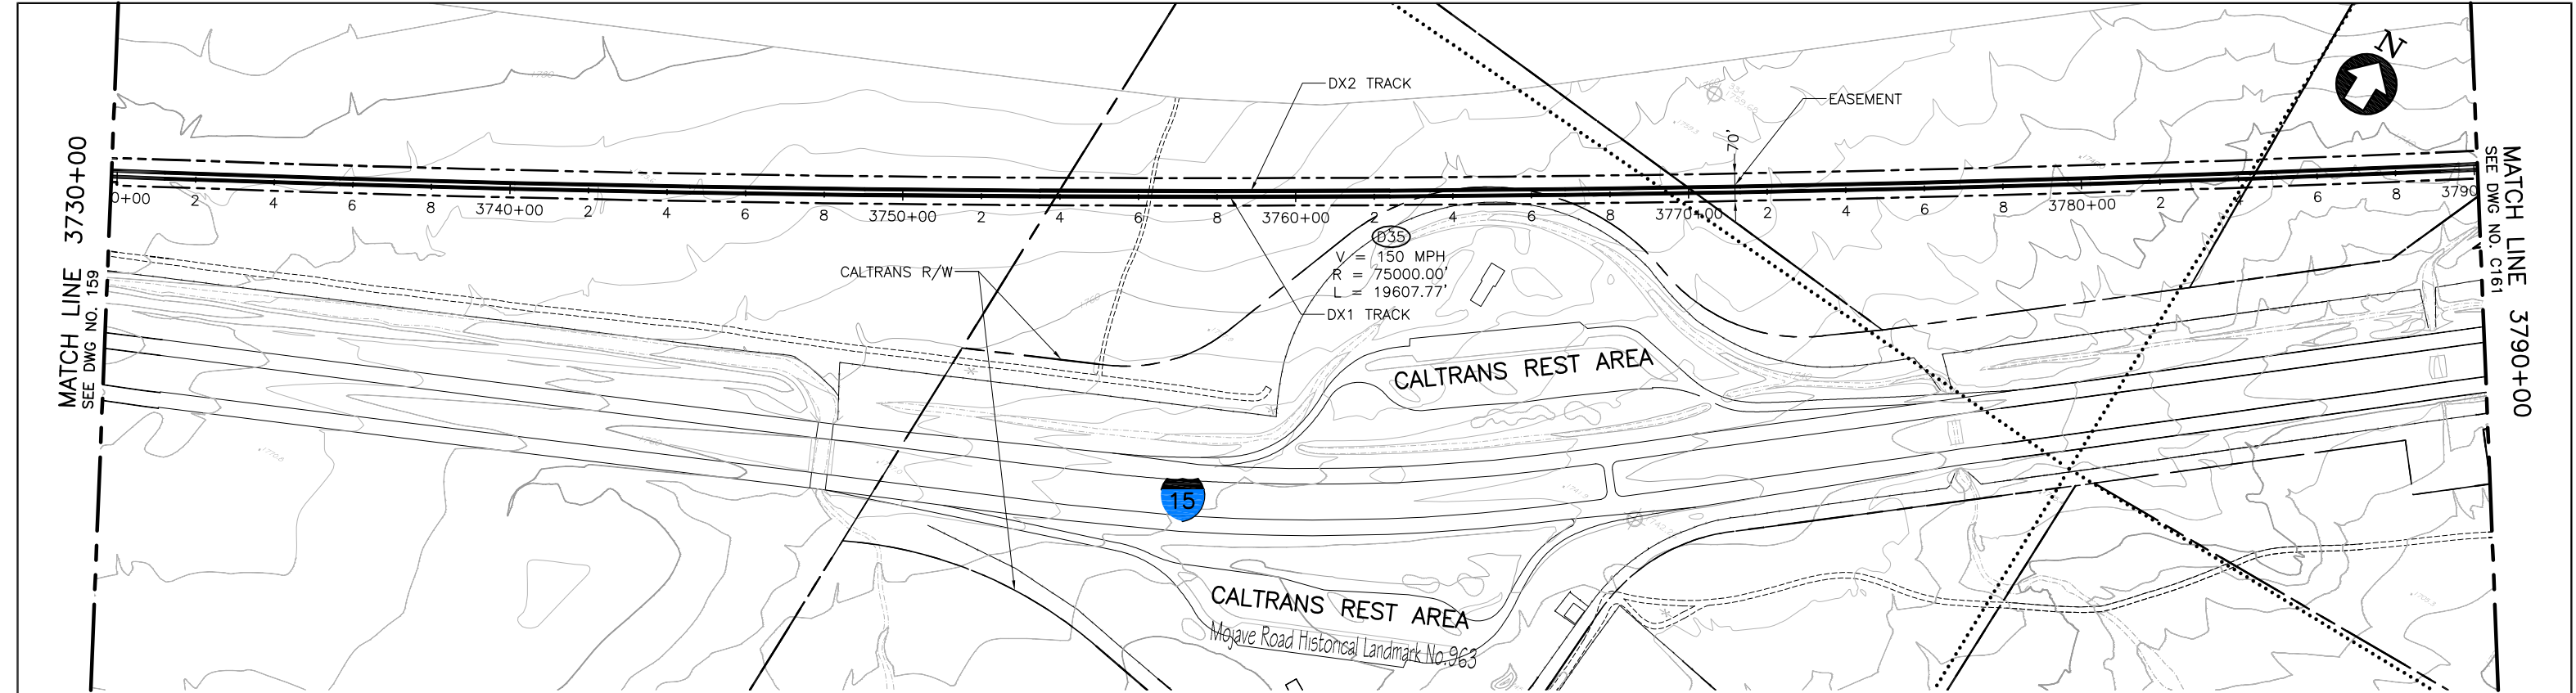 N
DX2 TRACK
EASEMENT
70'
MATCH LINE 3730+00
SEE DWG NO. 159
0+00 2 4 6 8 3740+00 2 4 6 8 3750+00 2 4 6 8 3760+00 2 4 6 8 3770+00 2 4 6 8 3780+00 2 4 6 8 3790
MATCH LINE 3790+00
SEE DWG NO. C161
D35
V = 150 MPH
R = 75000.00'
L = 19607.77'
DX1 TRACK
CALTRANS R/W
CALTRANS REST AREA
15
CALTRANS REST AREA
Mojave Road Historical Landmark No.963